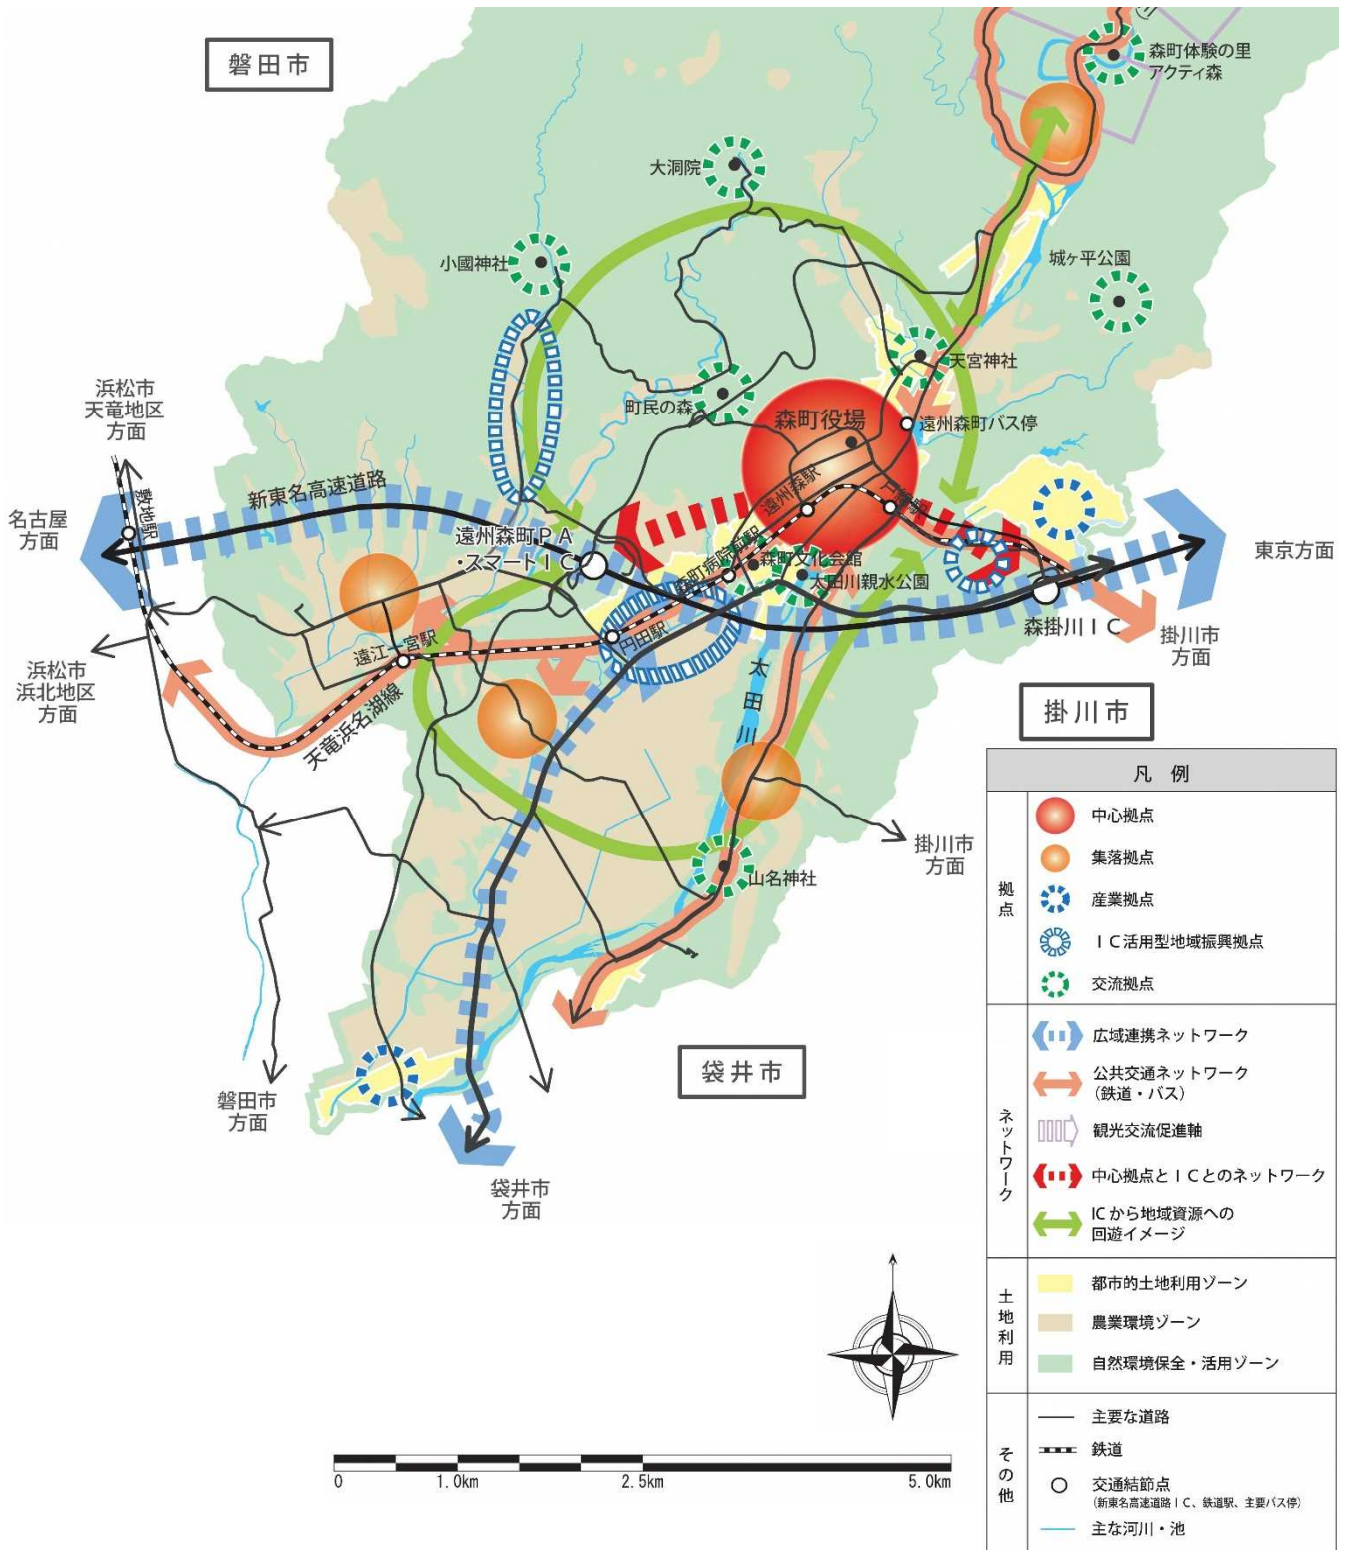 磐田市
森町体験の里
アクティ森
大洞院
小國神社
城ヶ平公園
天宮神社
町民の森
浜松市
天竜地区
方面
森町役場
遠州森町バス停
敷地駅
新東名高速道路
遠州森駅
戸綿駅
名古屋
方面
遠州森町PA
・スマートIC
森町病院前駅
森町文化会館
太田川親水公園
東京方面
森掛川IC
掛川市
方面
円田駅
遠江一宮駅
浜松市
浜北地区
方面
天竜浜名湖線
太田川
掛川市
掛川市
方面
山名神社
袋井市
磐田市
方面
袋井市
方面
凡 例
拠点
中心拠点
集落拠点
産業拠点
IC活用型地域振興拠点
交流拠点
ネットワーク
広域連携ネットワーク
公共交通ネットワーク
(鉄道・バス)
観光交流促進軸
中心拠点とICとのネットワーク
ICから地域資源への
回遊イメージ
土地利用
都市的土地利用ゾーン
農業環境ゾーン
自然環境保全・活用ゾーン
その他
主要な道路
鉄道
交通結節点
(新東名高速道路IC、鉄道駅、主要バス停)
主な河川・池
0 1.0km 2.5km 5.0km